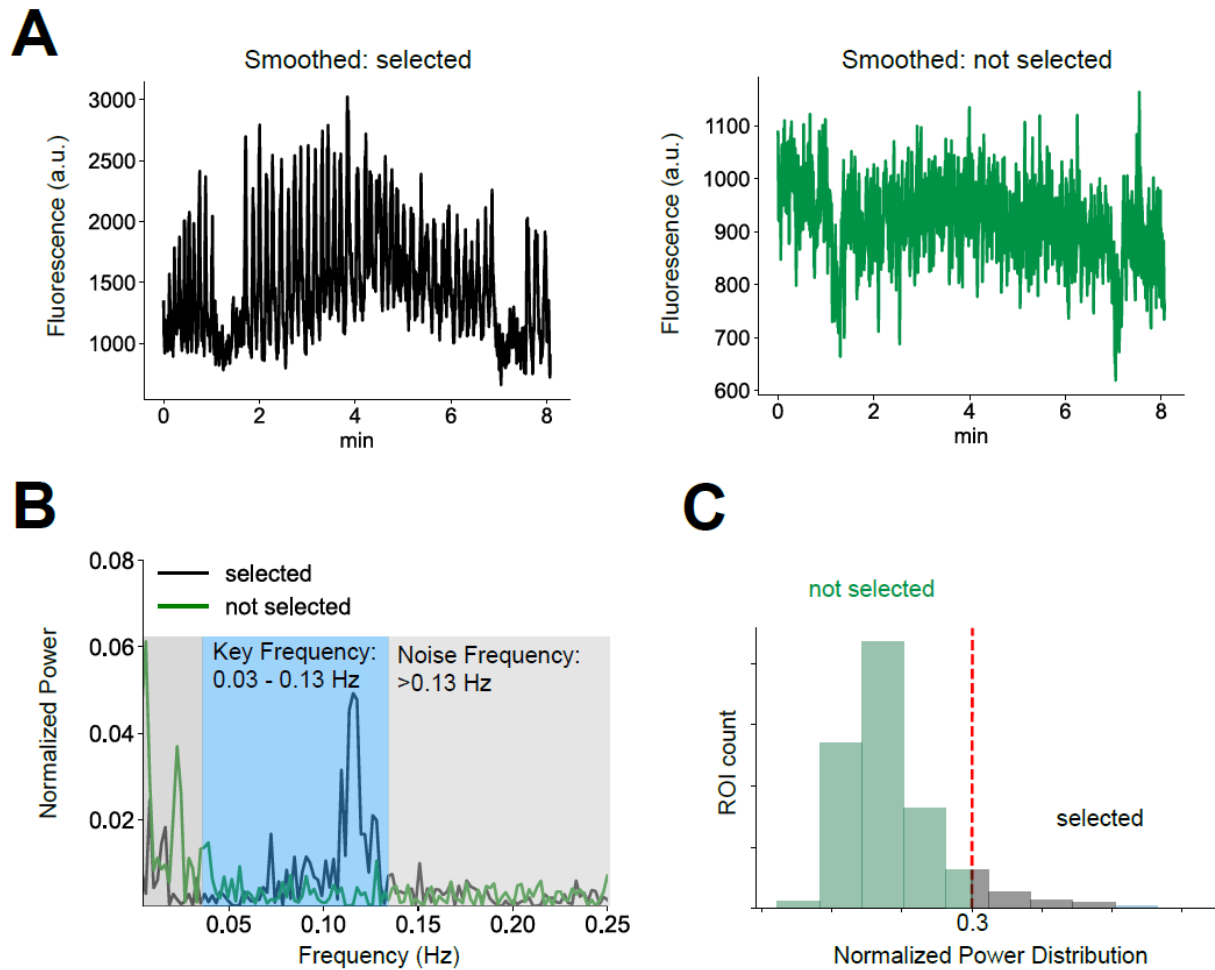 A
Smoothed: selected
Smoothed: not selected
Fluorescence (a.u.)
3000
2500
2000
1500
1000
0
2
4
6
8
min
Fluorescence (a.u.)
1100
1000
900
800
700
600
0
2
4
6
8
min
B
Normalized Power
0.08
0.06
0.04
0.02
selected
not selected
Key Frequency:
0.03 - 0.13 Hz
Noise Frequency:
>0.13 Hz
0.05
0.10
0.15
0.20
0.25
Frequency (Hz)
C
not selected
selected
ROI count
0.3
Normalized Power Distribution